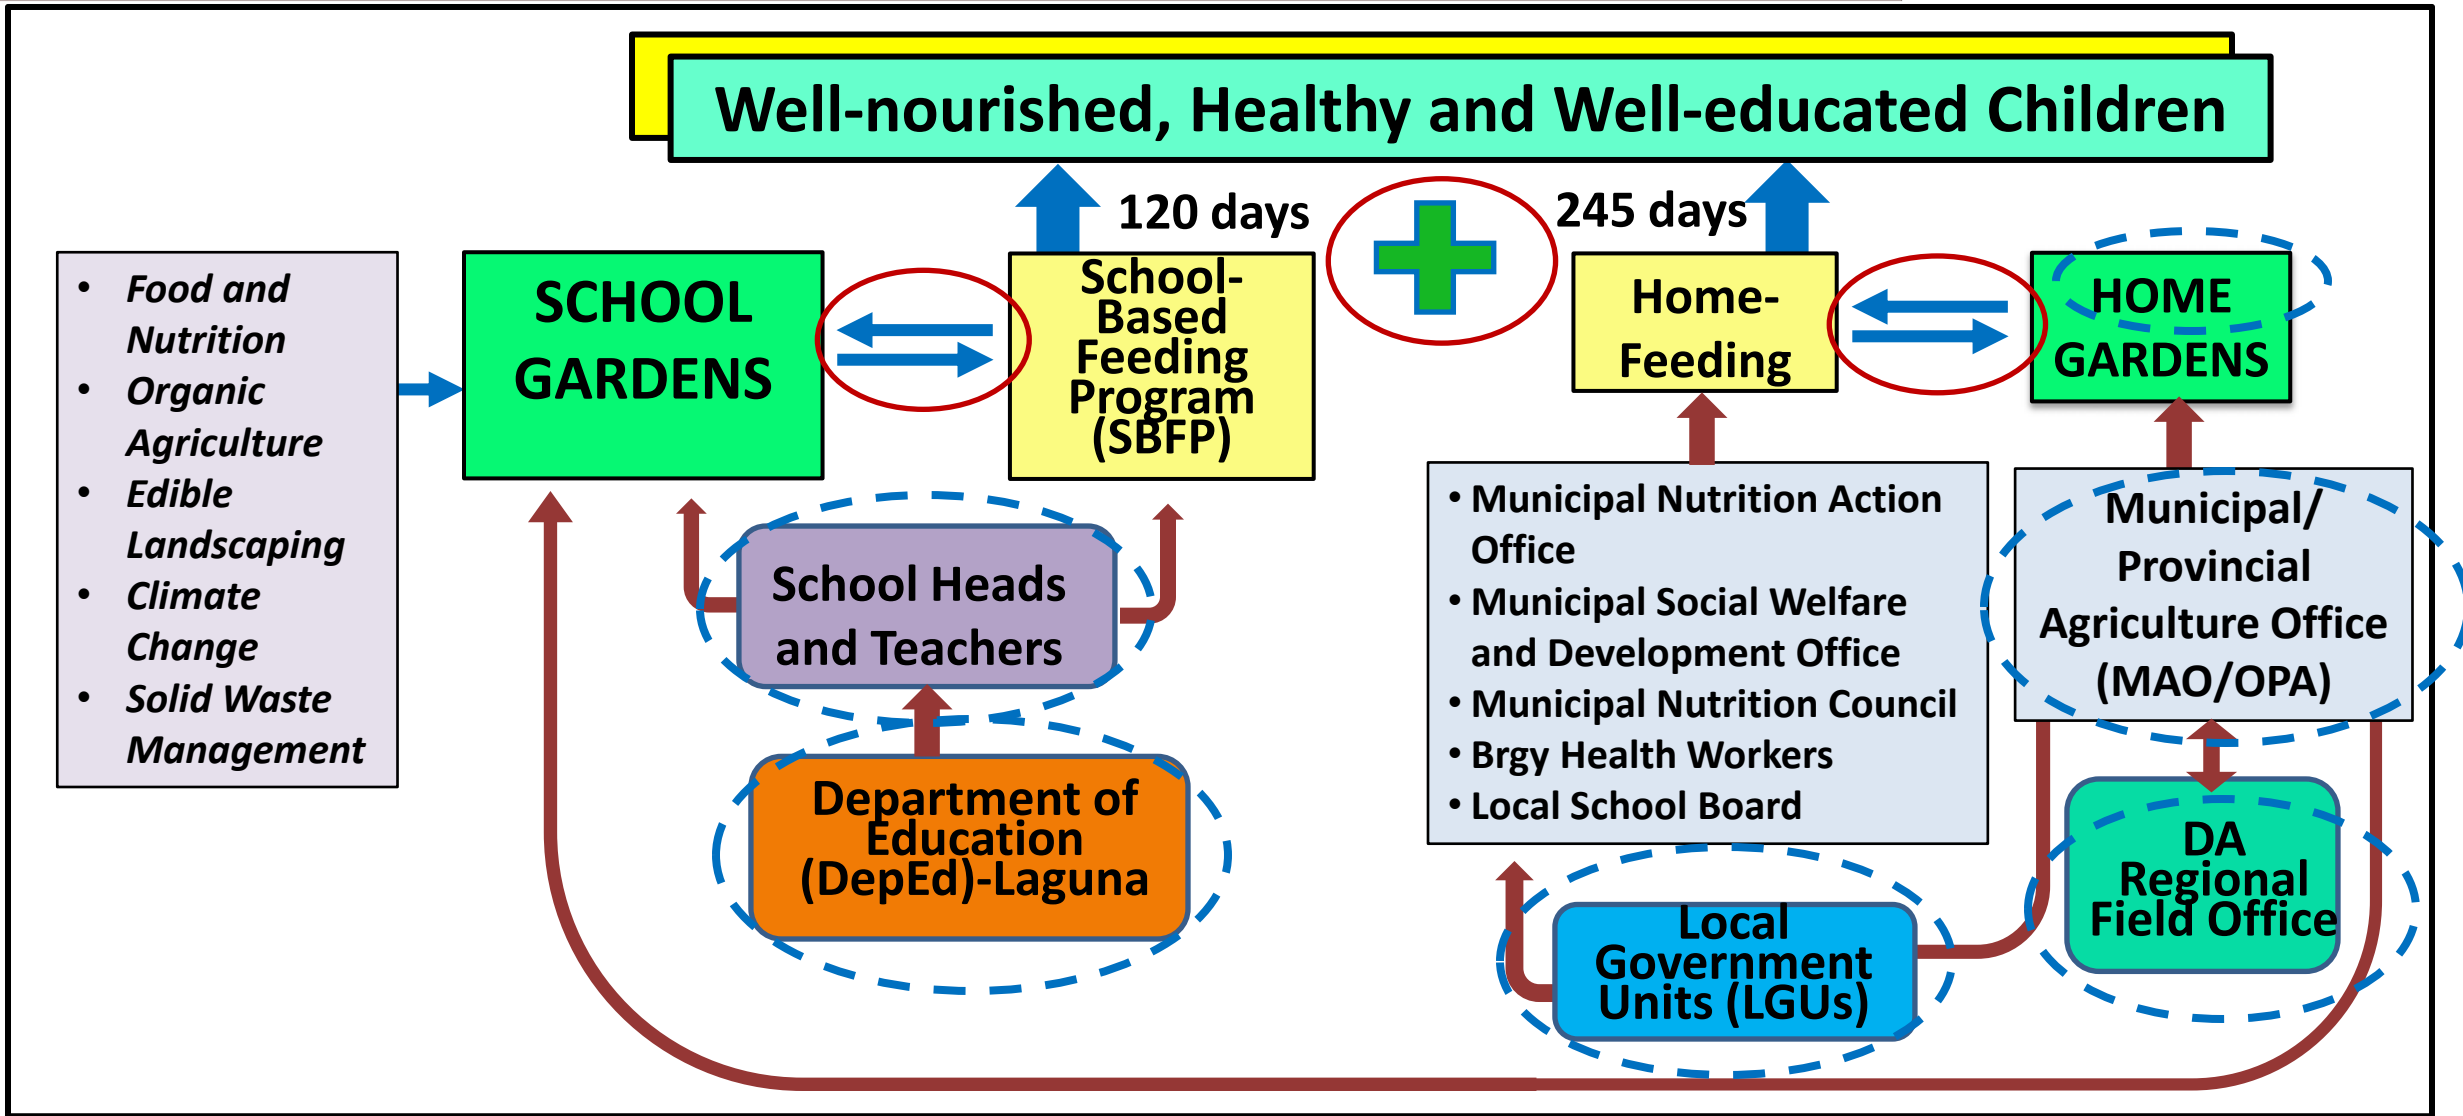 Well-nourished, Healthy and Well-educated Children
120 days
245 days
• Food and
Nutrition
• Organic
Agriculture
• Edible
Landscaping
• Climate
Change
• Solid Waste
Management
SCHOOL
GARDENS
School-
Based
Feeding
Program
(SBFP)
Home-
Feeding
HOME
GARDENS
School Heads
and Teachers
Department of
Education
(DepEd)-Laguna
• Municipal Nutrition Action
Office
• Municipal Social Welfare
and Development Office
• Municipal Nutrition Council
• Brgy Health Workers
• Local School Board
Municipal/
Provincial
Agriculture Office
(MAO/OPA)
Local
Government
Units (LGUs)
DA
Regional
Field Office